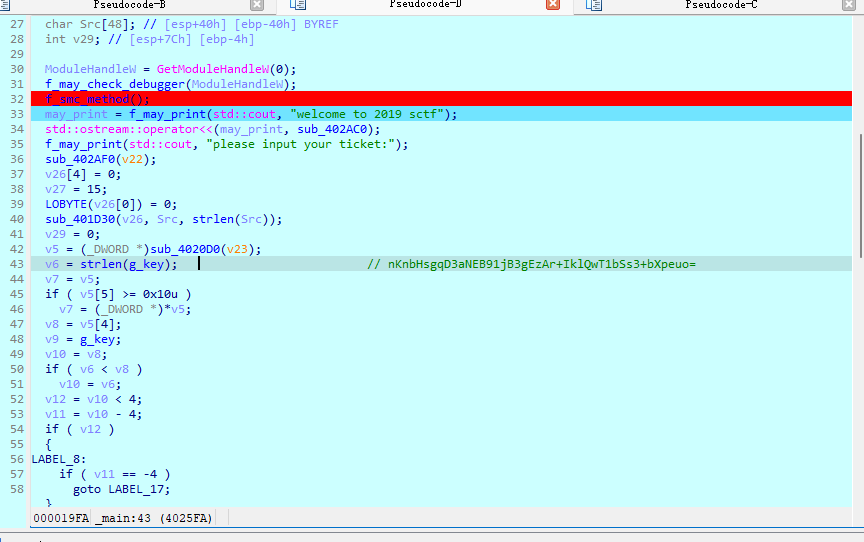 Pseudocode-B
Pseudocode-D
Pseudocode-C
27 char Src[48]; // [esp+40h] [ebp-40h] BYREF
28 int v29; // [esp+7Ch] [ebp-4h]
29
30 ModuleHandleW = GetModuleHandleW(0);
31 f_may_check_debugger(ModuleHandleW);
32 f_smc_method();
33 may_print = f_may_print(std::cout, "welcome to 2019 sctf");
34 std::ostream::operator<<(may_print, sub_402AC0);
35 f_may_print(std::cout, "please input your ticket:");
36 sub_402AF0(v22);
37 v26[4] = 0;
38 v27 = 15;
39 LOBYTE(v26[0]) = 0;
40 sub_401D30(v26, Src, strlen(Src));
41 v29 = 0;
42 v5 = (_DWORD *)sub_4020D0(v23);
43 v6 = strlen(g_key); // nKnbHsgqD3aNEB91jB3gEzAr+IklQwT1bSs3+bXpeuo=
44 v7 = v5;
45 if ( v5[5] >= 0x10u )
46 v7 = (_DWORD *)*v5;
47 v8 = v5[4];
48 v9 = g_key;
49 v10 = v8;
50 if ( v6 < v8 )
51 v10 = v6;
52 v12 = v10 < 4;
53 v11 = v10 - 4;
54 if ( v12 )
55 {
56 LABEL_8:
57 if ( v11 == -4 )
58 goto LABEL_17;
}
000019FA _main:43 (4025FA)